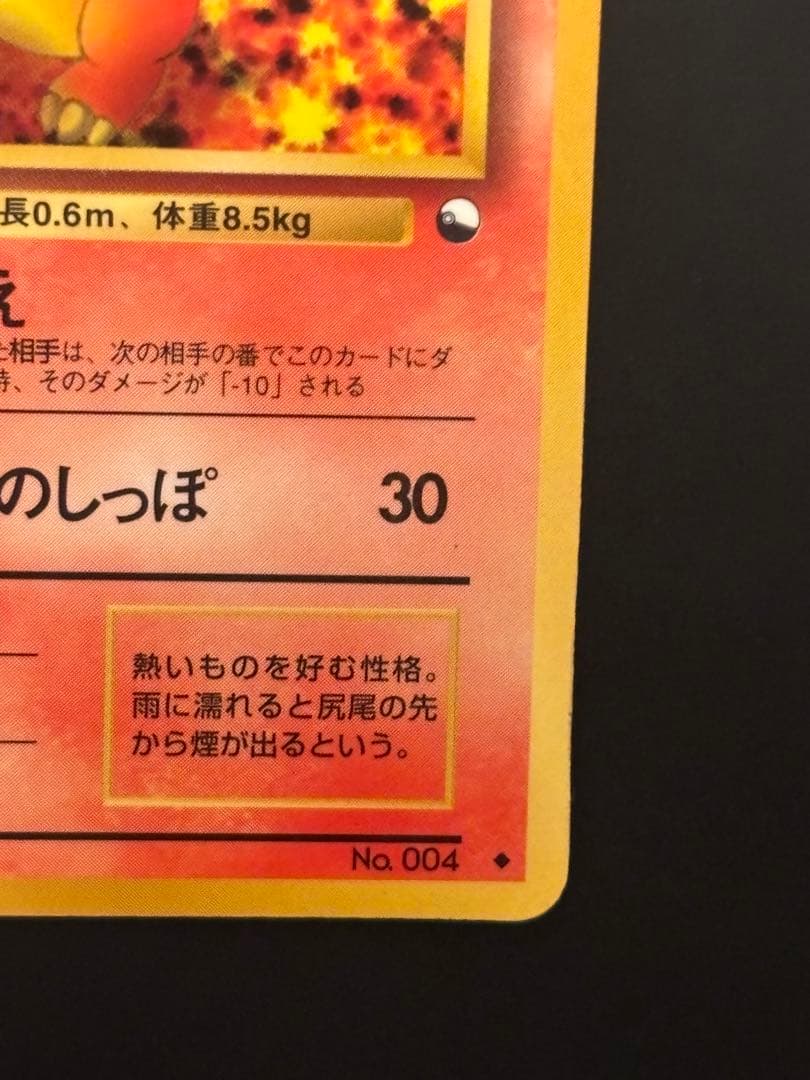 長0.6m、体重8.5kg
え
相手は、次の相手の番でこのカードにダ
時、そのダメージが「-10」される
のしっぽ 30
熱いものを好む性格。
雨に濡れると尻尾の先
から煙が出るという。
No. 004 ◆